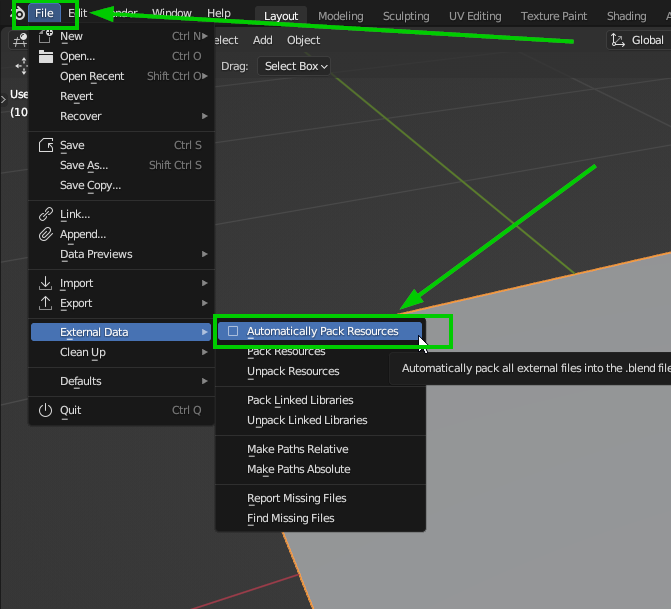 File Edit Render Window Help Layout Modeling Sculpting UV Editing Texture Paint Shading
New Ctrl N
elect Add Object Global
Open... Ctrl O
Drag: Select Box
Open Recent Shift Ctrl O
Use
Revert
(10
Recover
Save Ctrl S
Save As... Shift Ctrl S
Save Copy...
Link...
Append...
Data Previews
Import
Export
External Data
Automatically Pack Resources
Clean Up
Pack Resources
Automatically pack all external files into the .blend file
Unpack Resources
Defaults
Pack Linked Libraries
Quit Ctrl Q
Unpack Linked Libraries
Make Paths Relative
Make Paths Absolute
Report Missing Files
Find Missing Files